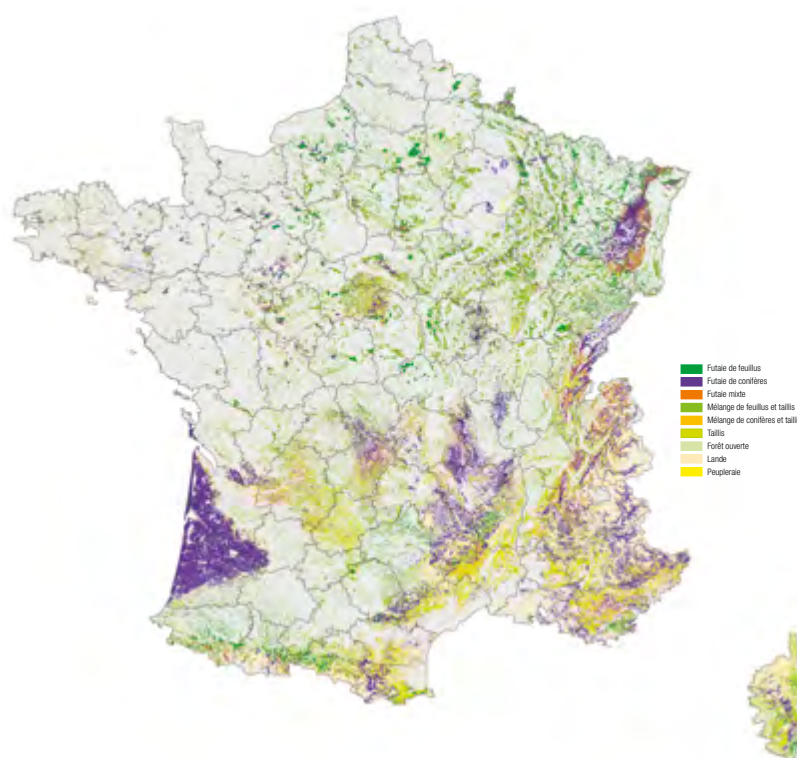 Futaie de feuillus
Futaie de conifères
Futaie mixte
Mélange de feuillus et taillis
Mélange de conifères et taill
Taillis
Forêt ouverte
Lande
Peupleraie